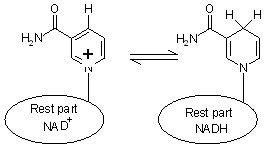 O H
H₂N
+
N
Rest part
NAD⁺
O H H
H₂N
N
Rest part
NADH